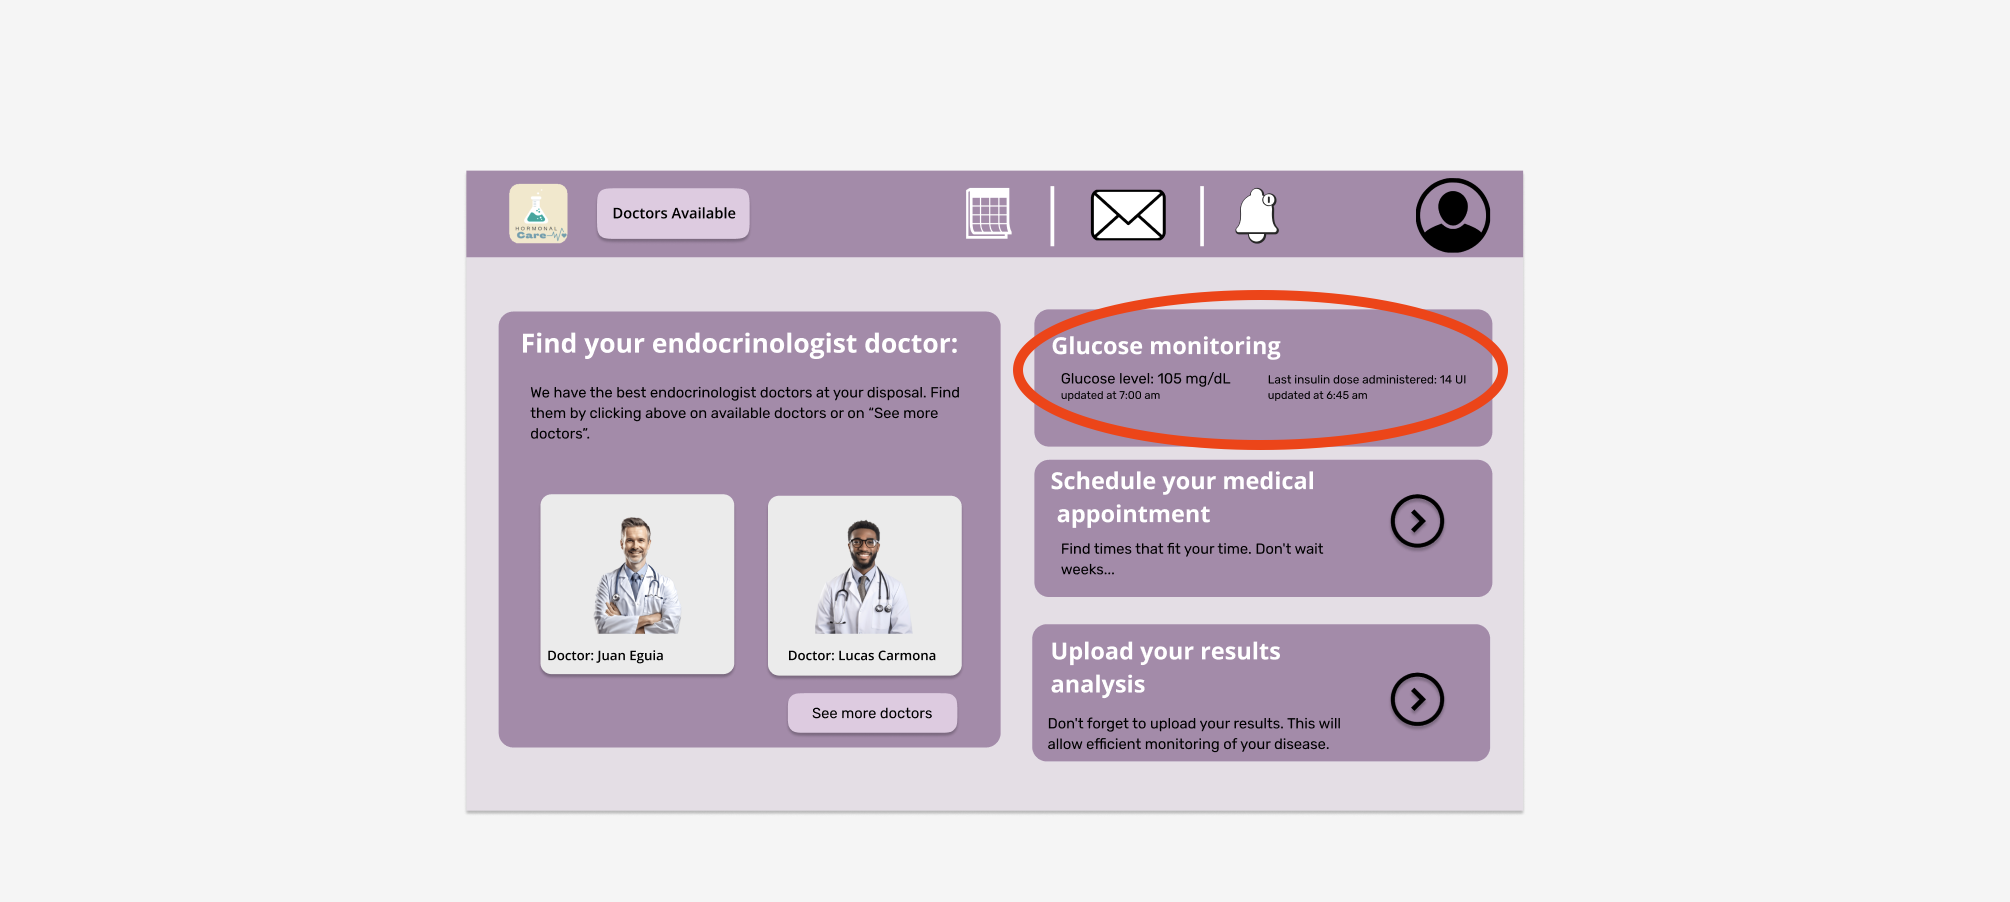 HORMONAL
Care
Doctors Available
Find your endocrinologist doctor:
We have the best endocrinologist doctors at your disposal. Find
them by clicking above on available doctors or on “See more
doctors”.
Doctor: Juan Eguia
Doctor: Lucas Carmona
See more doctors
Glucose monitoring
Glucose level: 105 mg/dL
updated at 7:00 am
Last insulin dose administered: 14 UI
updated at 6:45 am
Schedule your medical
appointment
Find times that fit your time. Don't wait
weeks...
Upload your results
analysis
Don't forget to upload your results. This will
allow efficient monitoring of your disease.